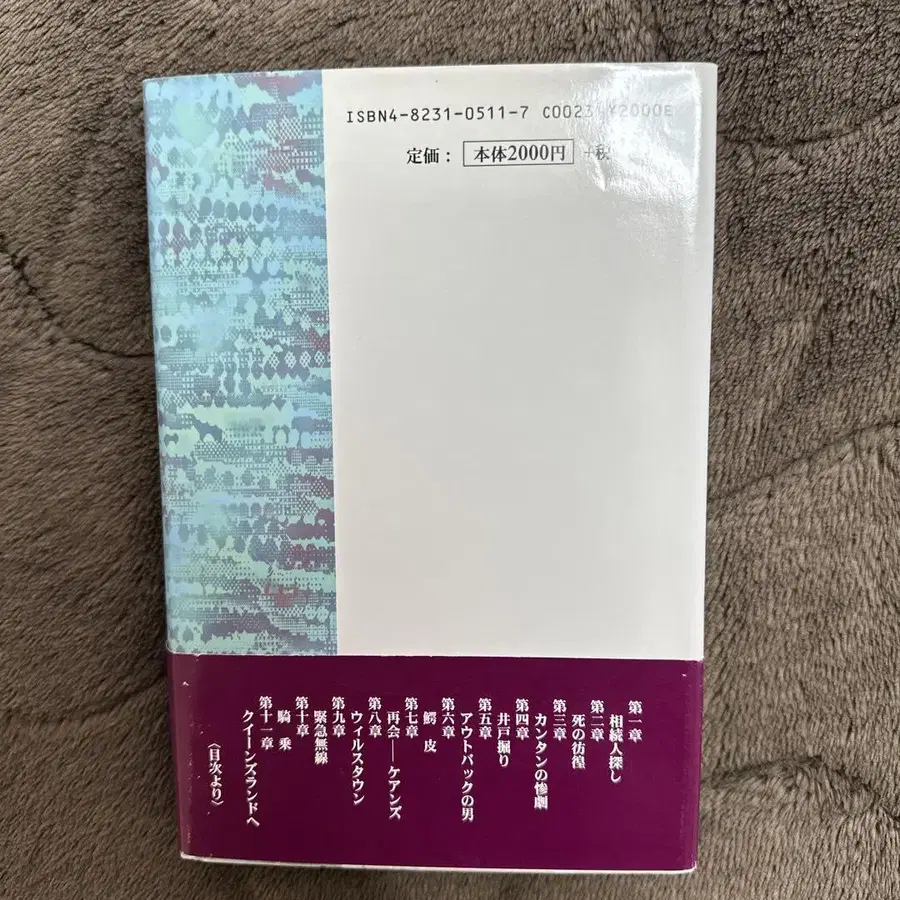 ISBN4-8231-0511-7 C0023 ¥2000E
定価： 本体2000円 +税
第一章
相続人探し
第二章
死の彷徨
第三章
カンタンの惨劇
第四章
井戸掘り
第五章
アウトバックの男
第六章
鰐皮
第七章
再会――ケアンズ
第八章
ウィルスタウン
第九章
緊急無線
第十章
騎乗
第十一章
クイーンズランドへ
〈目次より〉